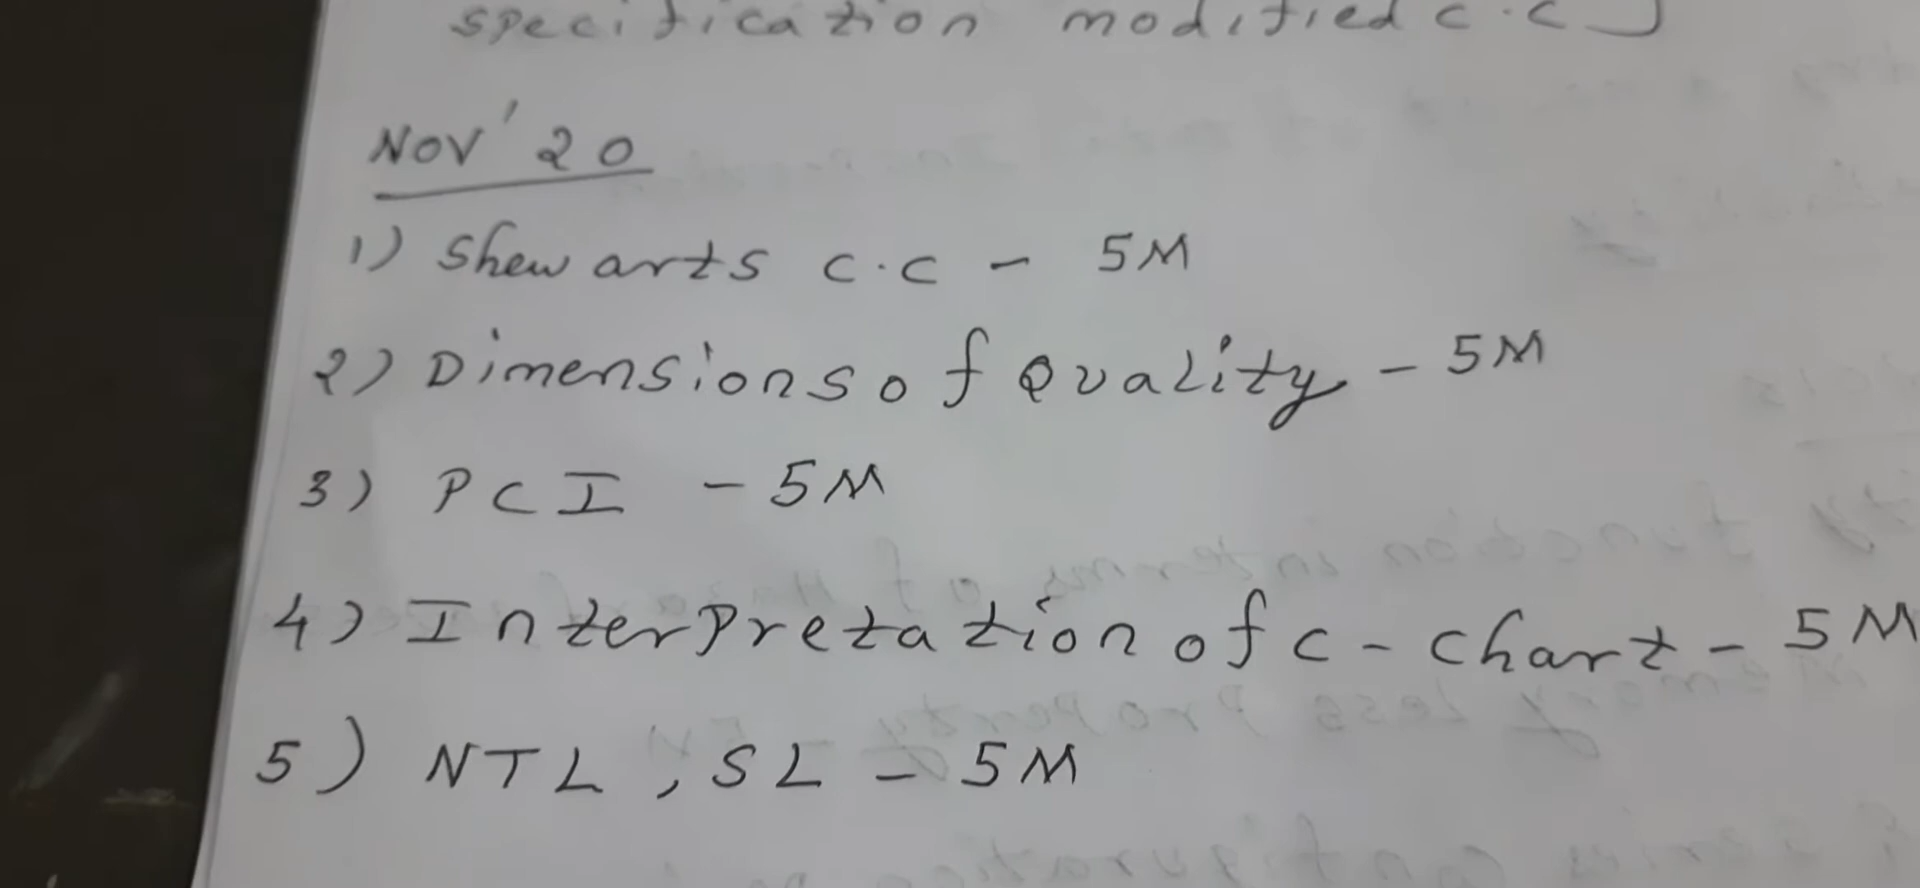 specification modified c.c]
NOV'20
1) Shewarts c.c - 5M
2) Dimensions of Quality - 5M
3) PCI - 5M
4) Interpretation of c-chart - 5M
5) NTL, SL - 5M